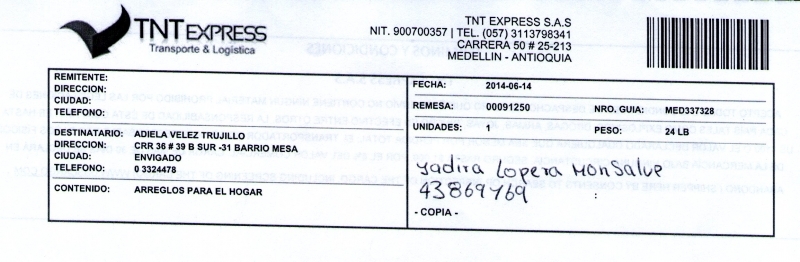 TNT EXPRESS
Transporte & Logística
TNT EXPRESS S.A.S
NIT. 900700357 | TEL. (057) 3113798341
CARRERA 50 # 25-213
MEDELLIN - ANTIOQUIA
REMITENTE:
DIRECCION:
CIUDAD:
TELEFONO:
DESTINATARIO: ADIELA VELEZ TRUJILLO
DIRECCION: CRR 36 # 39 B SUR -31 BARRIO MESA
CIUDAD: ENVIGADO
TELEFONO: 0 3324478
CONTENIDO: ARREGLOS PARA EL HOGAR
FECHA: 2014-06-14
REMESA: 00091250 NRO. GUIA: MED337328
UNIDADES: 1 PESO: 24 LB
Yadira Lopera Monsalve
43869469
- COPIA -